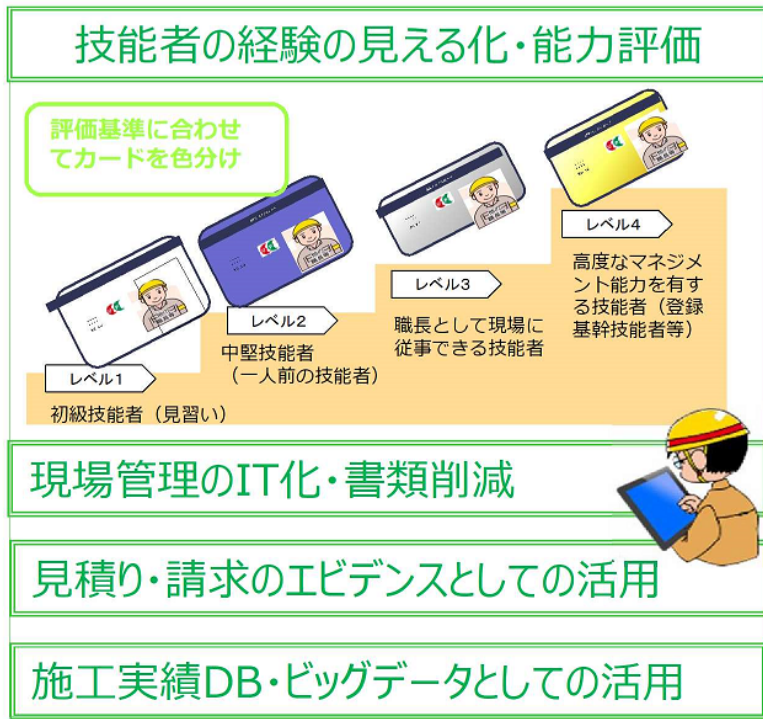 技能者の経験の見える化・能力評価
評価基準に合わせ
てカードを色分け
レベル1
初級技能者（見習い）
レベル2
中堅技能者
（一人前の技能者）
レベル3
職長として現場に
従事できる技能者
レベル4
高度なマネジメ
ント能力を有す
る技能者（登録
基幹技能者等）
現場管理のIT化・書類削減
見積り・請求のエビデンスとしての活用
施工実績DB・ビッグデータとしての活用